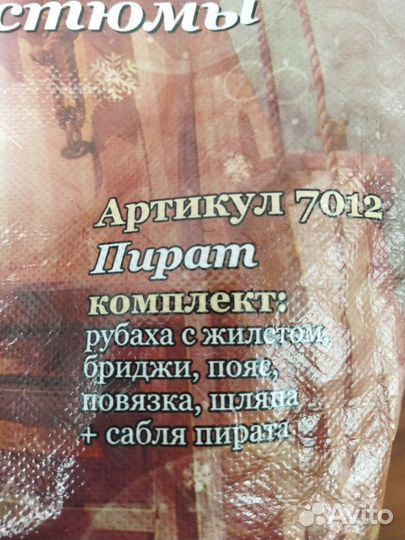 стюмы
Артикул 7012
Пират
комплект:
рубаха с жилетом,
бриджи, пояс,
повязка, шляпа
+ сабля пирата
Avito